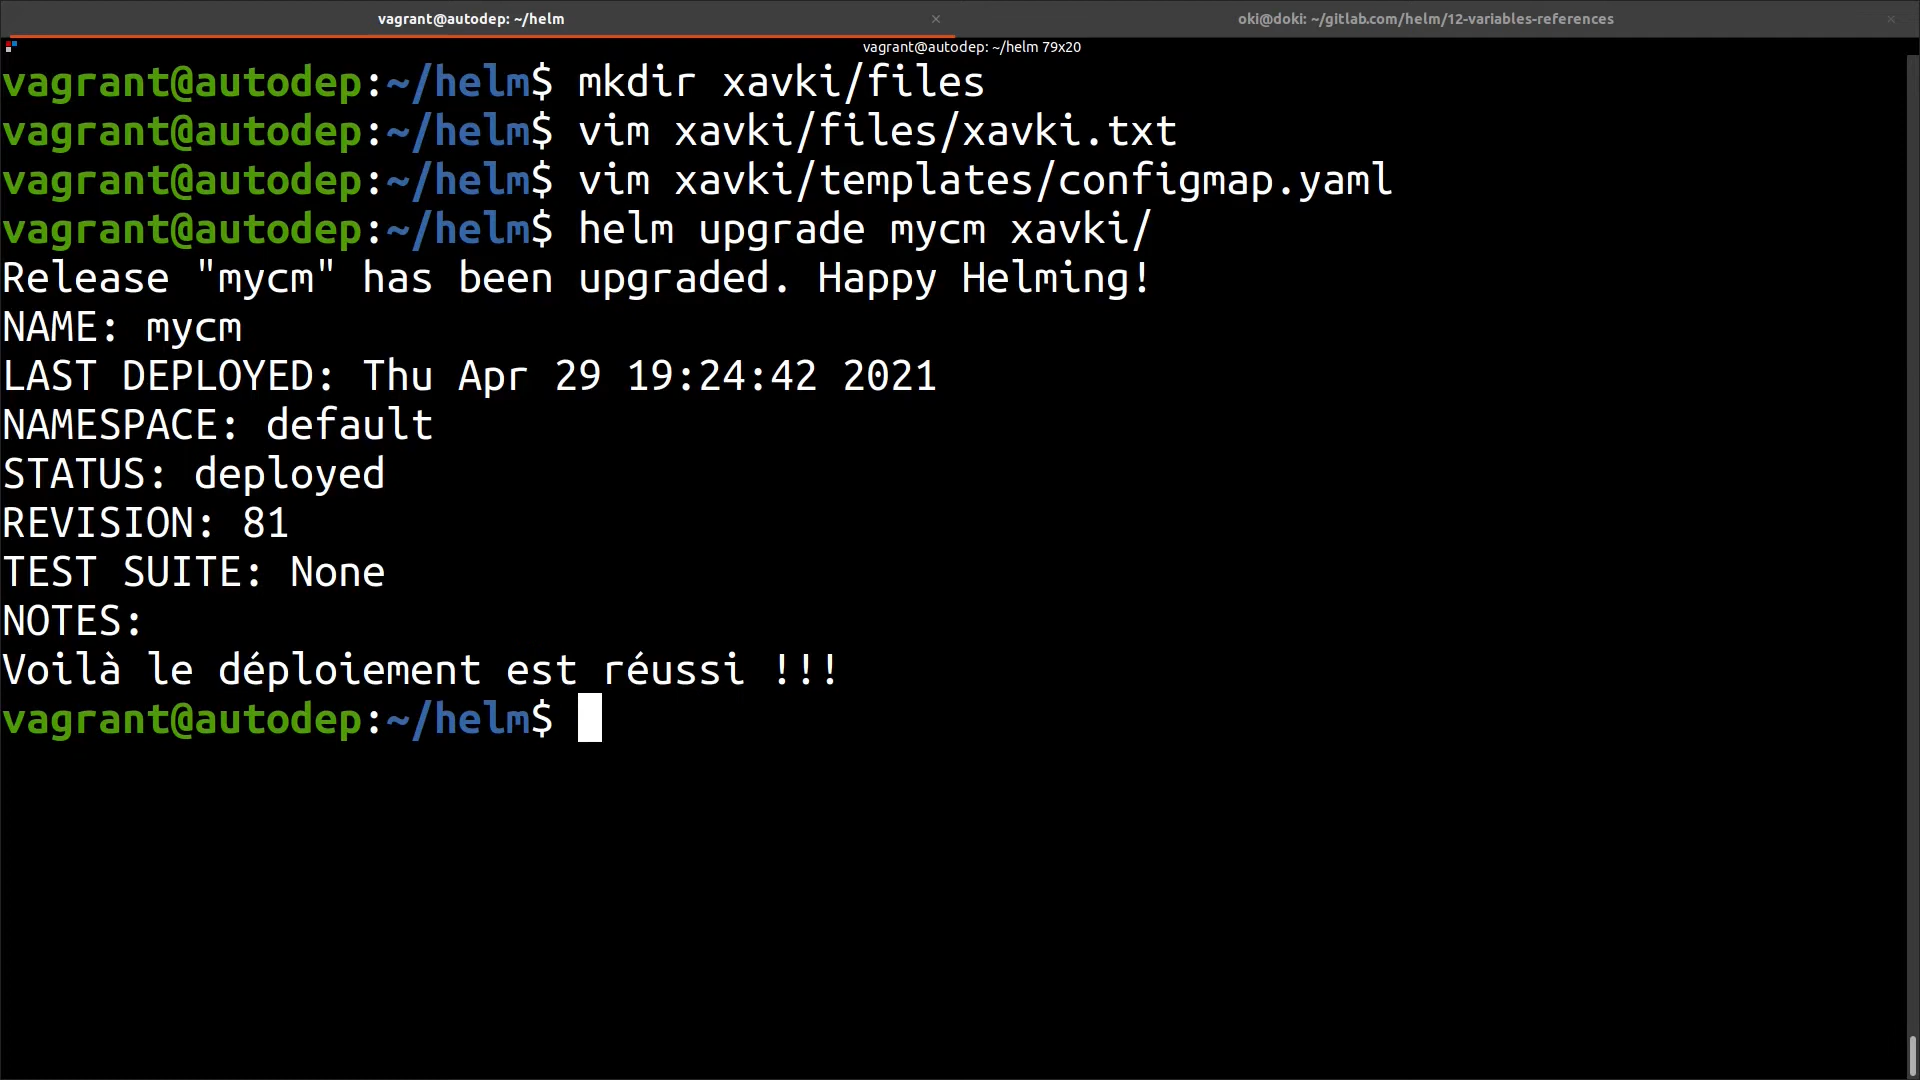 vagrant@autodep: ~/helm × oki@doki: ~/gitlab.com/helm/12-variables-references ×
vagrant@autodep: ~/helm 79x20
vagrant@autodep:~/helm$ mkdir xavki/files
vagrant@autodep:~/helm$ vim xavki/files/xavki.txt
vagrant@autodep:~/helm$ vim xavki/templates/configmap.yaml
vagrant@autodep:~/helm$ helm upgrade mycm xavki/
Release "mycm" has been upgraded. Happy Helming!
NAME: mycm
LAST DEPLOYED: Thu Apr 29 19:24:42 2021
NAMESPACE: default
STATUS: deployed
REVISION: 81
TEST SUITE: None
NOTES:
Voilà le déploiement est réussi !!!
vagrant@autodep:~/helm$